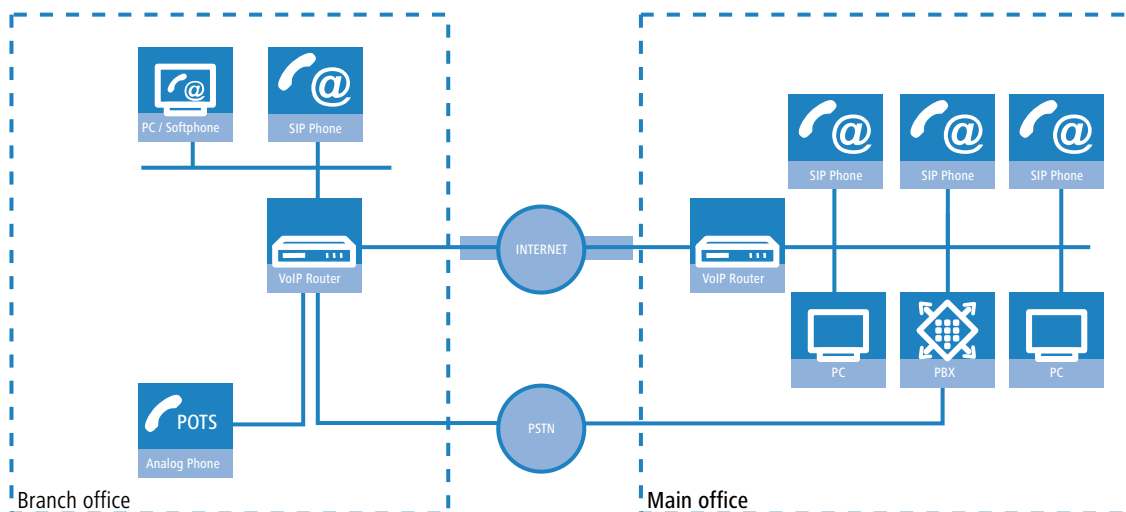 @
PC / Softphone
@
SIP Phone
@
SIP Phone
@
SIP Phone
@
SIP Phone
VoIP Router
INTERNET
VoIP Router
PC
PBX
PC
POTS
Analog Phone
PSTN
Branch office
Main office